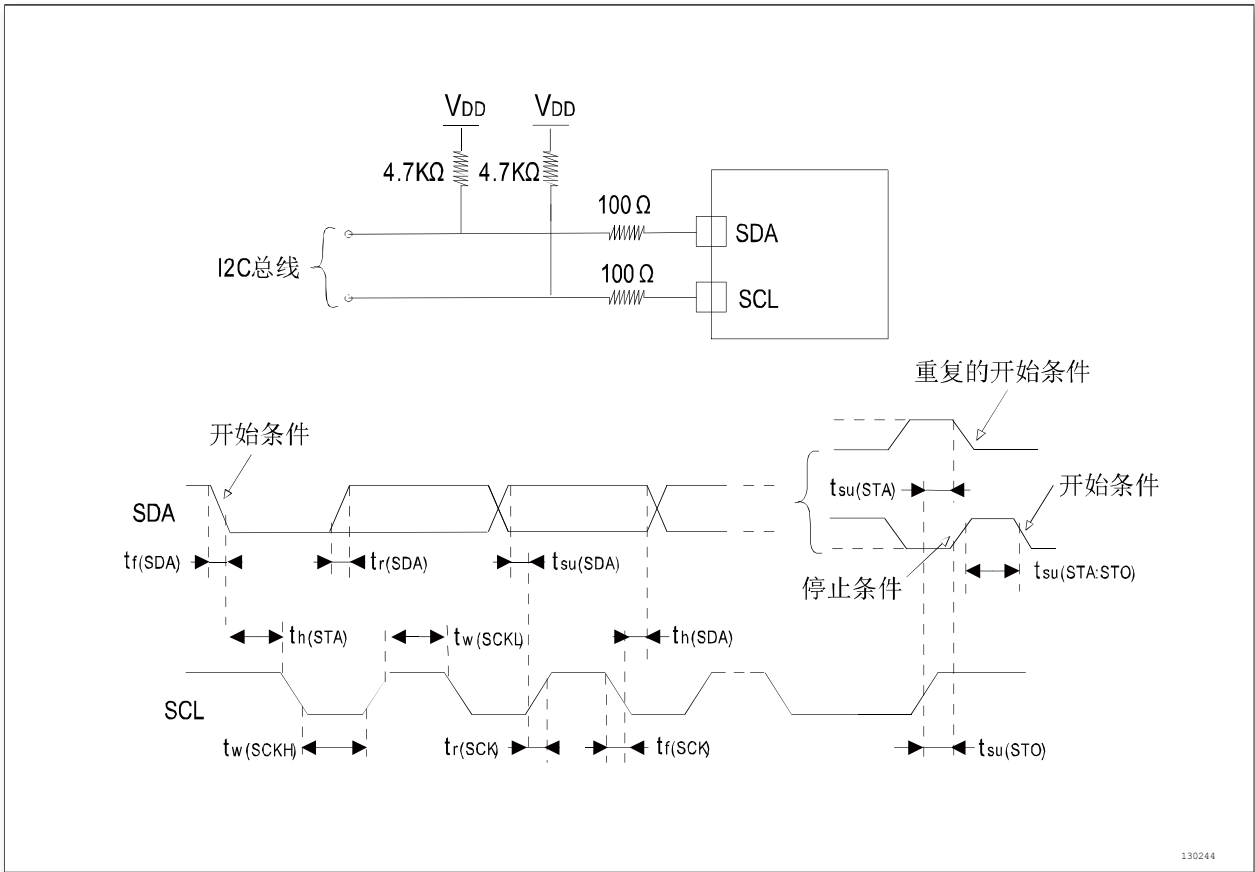 VDD VDD
4.7KΩ 4.7KΩ
100 Ω
SDA
I2C总线
100 Ω
SCL
重复的开始条件
开始条件
tsu(STA)
开始条件
SDA
tf(SDA)
tr(SDA)
tsu(SDA)
停止条件
tsu(STA:STO)
th(STA)
tw(SCKL)
th(SDA)
SCL
tw(SCKH)
tr(SCK)
tf(SCK)
tsu(STO)
130244